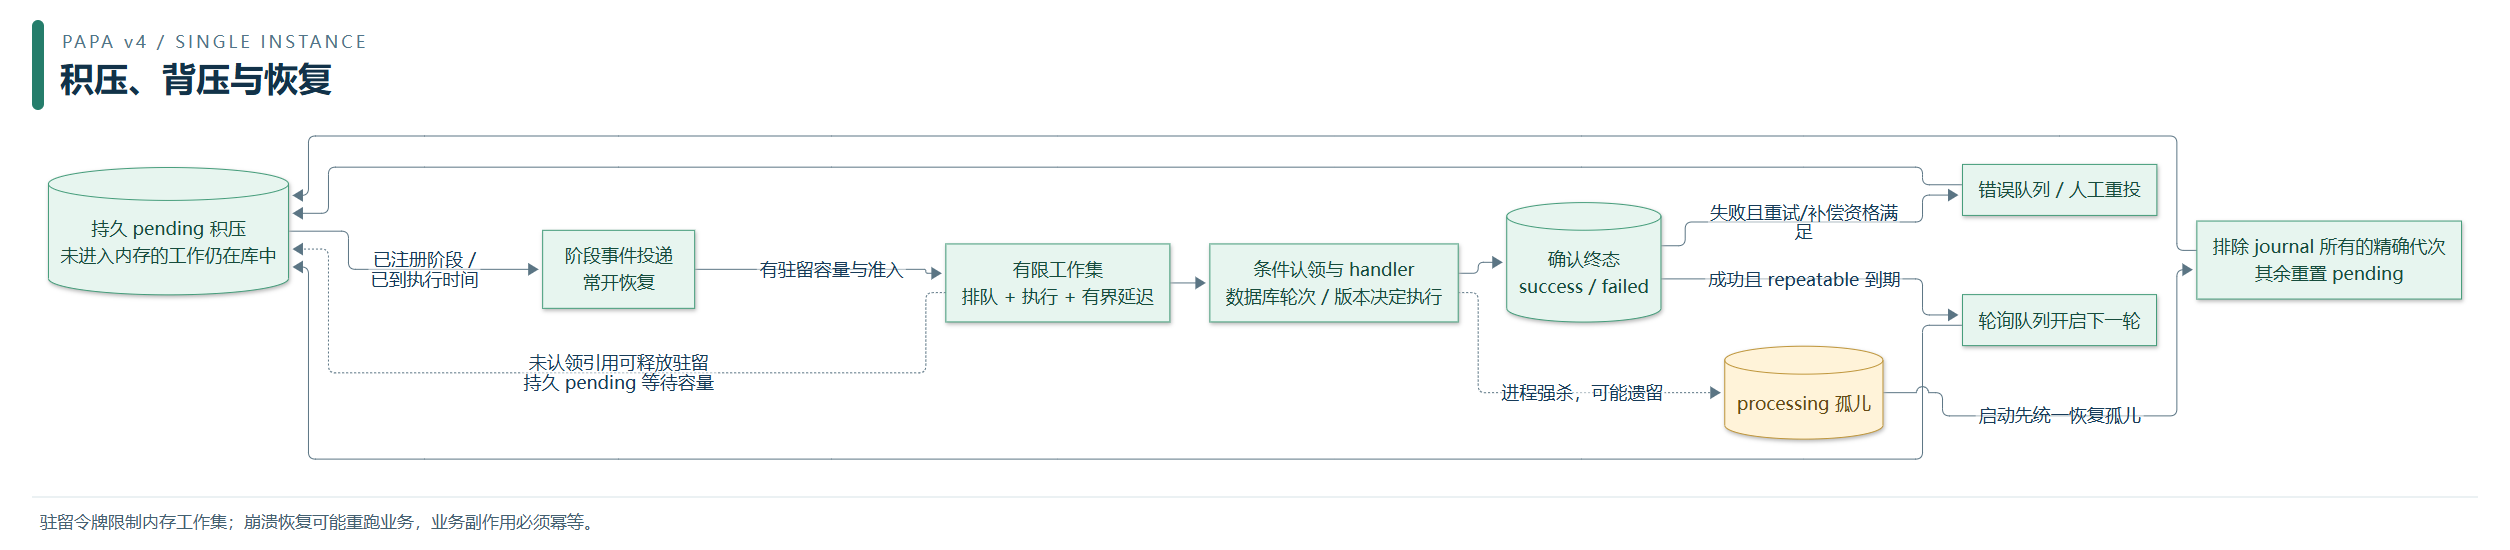 PAPA v4 / SINGLE INSTANCE
积压、背压与恢复
持久 pending 积压
未进入内存的工作仍在库中
已注册阶段 /
已到执行时间
阶段事件投递
常开恢复
有驻留容量与准入
未认领引用可释放驻留
持久 pending 等待容量
有限工作集
排队 + 执行 + 有界延迟
条件认领与 handler
数据库轮次 / 版本决定执行
确认终态
success / failed
失败且重试/补偿资格满
足
成功且 repeatable 到期
进程强杀，可能遗留
processing 孤儿
错误队列 / 人工重投
轮询队列开启下一轮
启动先统一恢复孤儿
排除 journal 所有的精确代次
其余重置 pending
驻留令牌限制内存工作集；崩溃恢复可能重跑业务，业务副作用必须幂等。